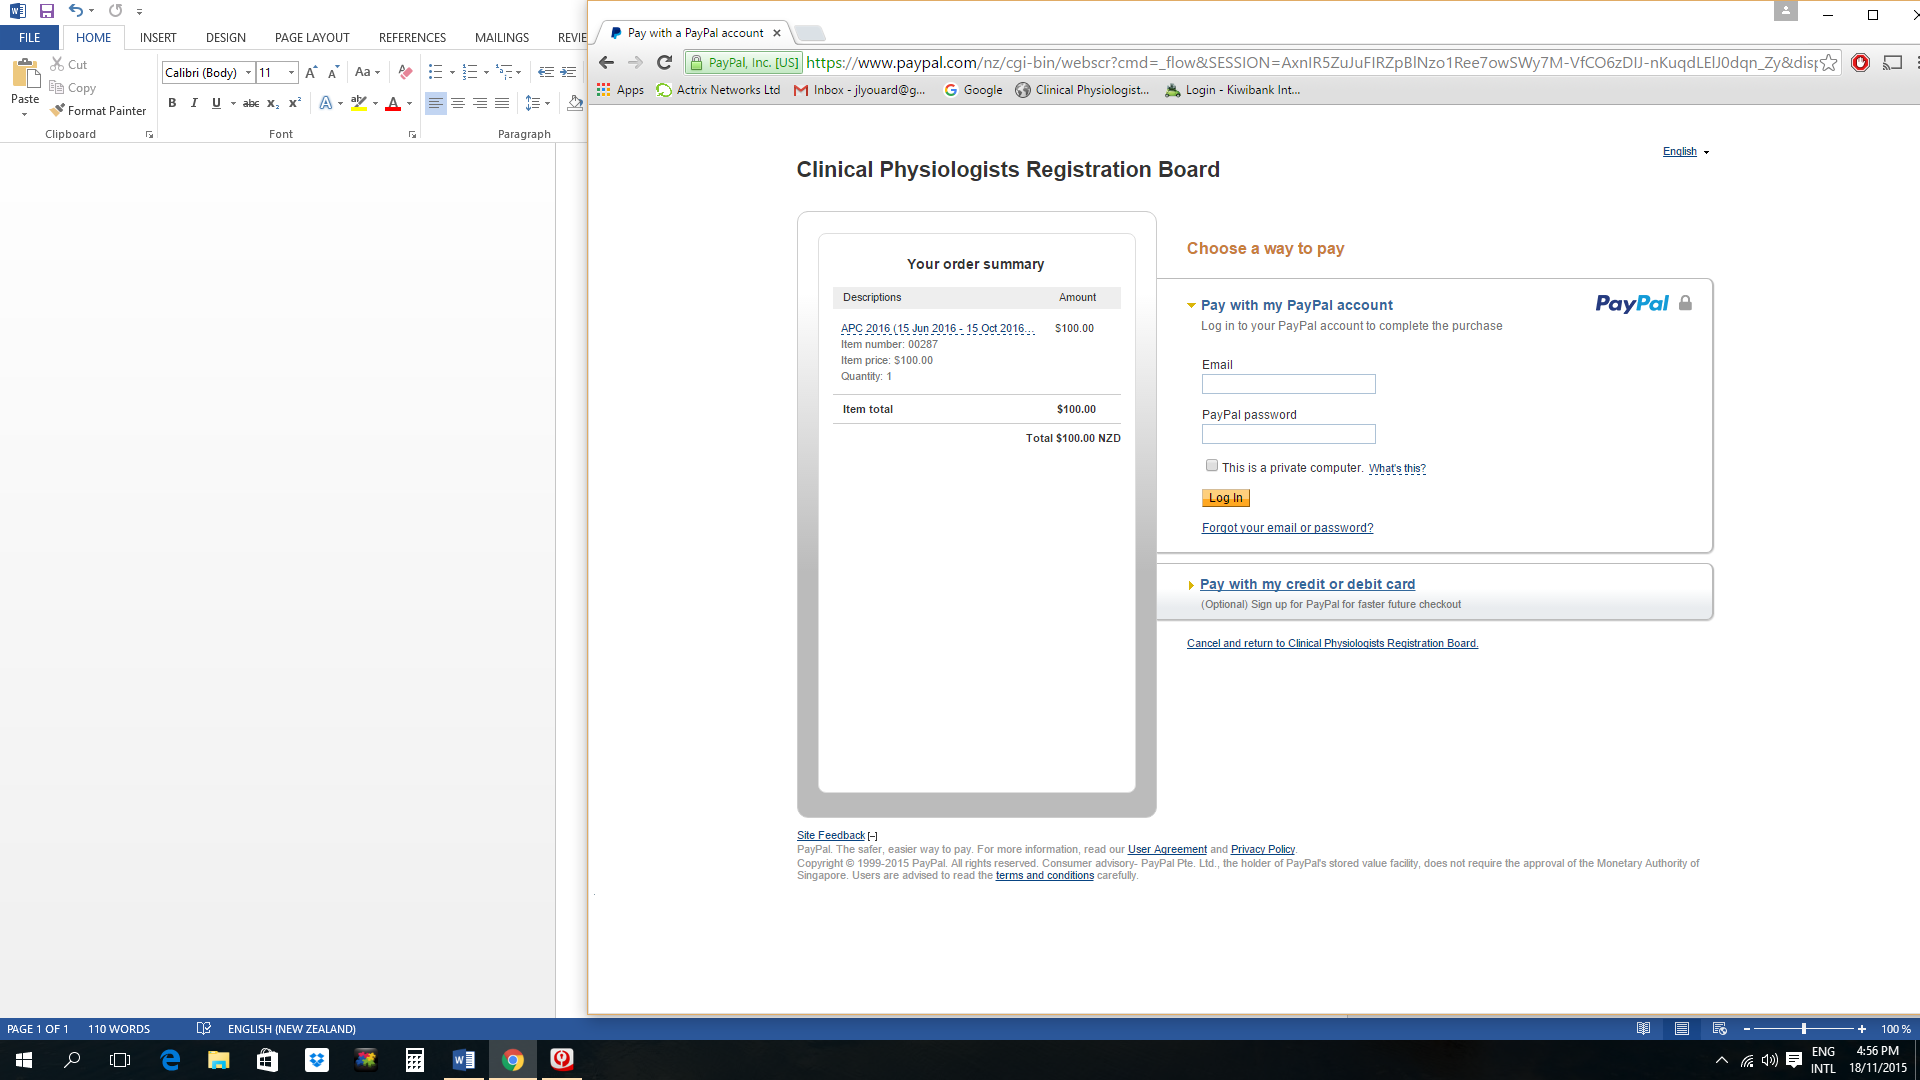 FILE HOME INSERT DESIGN PAGE LAYOUT REFERENCES MAILINGS REVIE
Paste
Cut
Copy
Format Painter
Clipboard
Calibri (Body) 11
Font
Paragraph
Pay with a PayPal account
PayPal, Inc. [US] https://www.paypal.com/nz/cgi-bin/webscr?cmd=_flow&SESSION=
Apps Actrix Networks Ltd Inbox - jlyouard@g... Google Clinical Physiologist... Login - Kiwibank Int...
English
Clinical Physiologists Registration Board
Your order summary
Descriptions Amount
APC 2016 (15 Jun 2016 - 15 Oct 2016... $100.00
Item number: 00287
Item price: $100.00
Quantity: 1
Item total $100.00
Total $100.00 NZD
Choose a way to pay
Pay with my PayPal account
PayPal
Log in to your PayPal account to complete the purchase
Email
PayPal password
This is a private computer. What's this?
Log In
Forgot your email or password?
Pay with my credit or debit card
(Optional) Sign up for PayPal for faster future checkout
Cancel and return to Clinical Physiologists Registration Board.
Site Feedback [–]
PayPal. The safer, easier way to pay. For more information, read our User Agreement and Privacy Policy.
Copyright © 1999-2015 PayPal. All rights reserved. Consumer advisory- PayPal Pte. Ltd., the holder of PayPal's stored value facility, does not require the approval of the Monetary Authority of
Singapore. Users are advised to read the terms and conditions carefully.
PAGE 1 OF 1 110 WORDS ENGLISH (NEW ZEALAND) 100 %
ENG
INTL
4:56 PM
18/11/2015